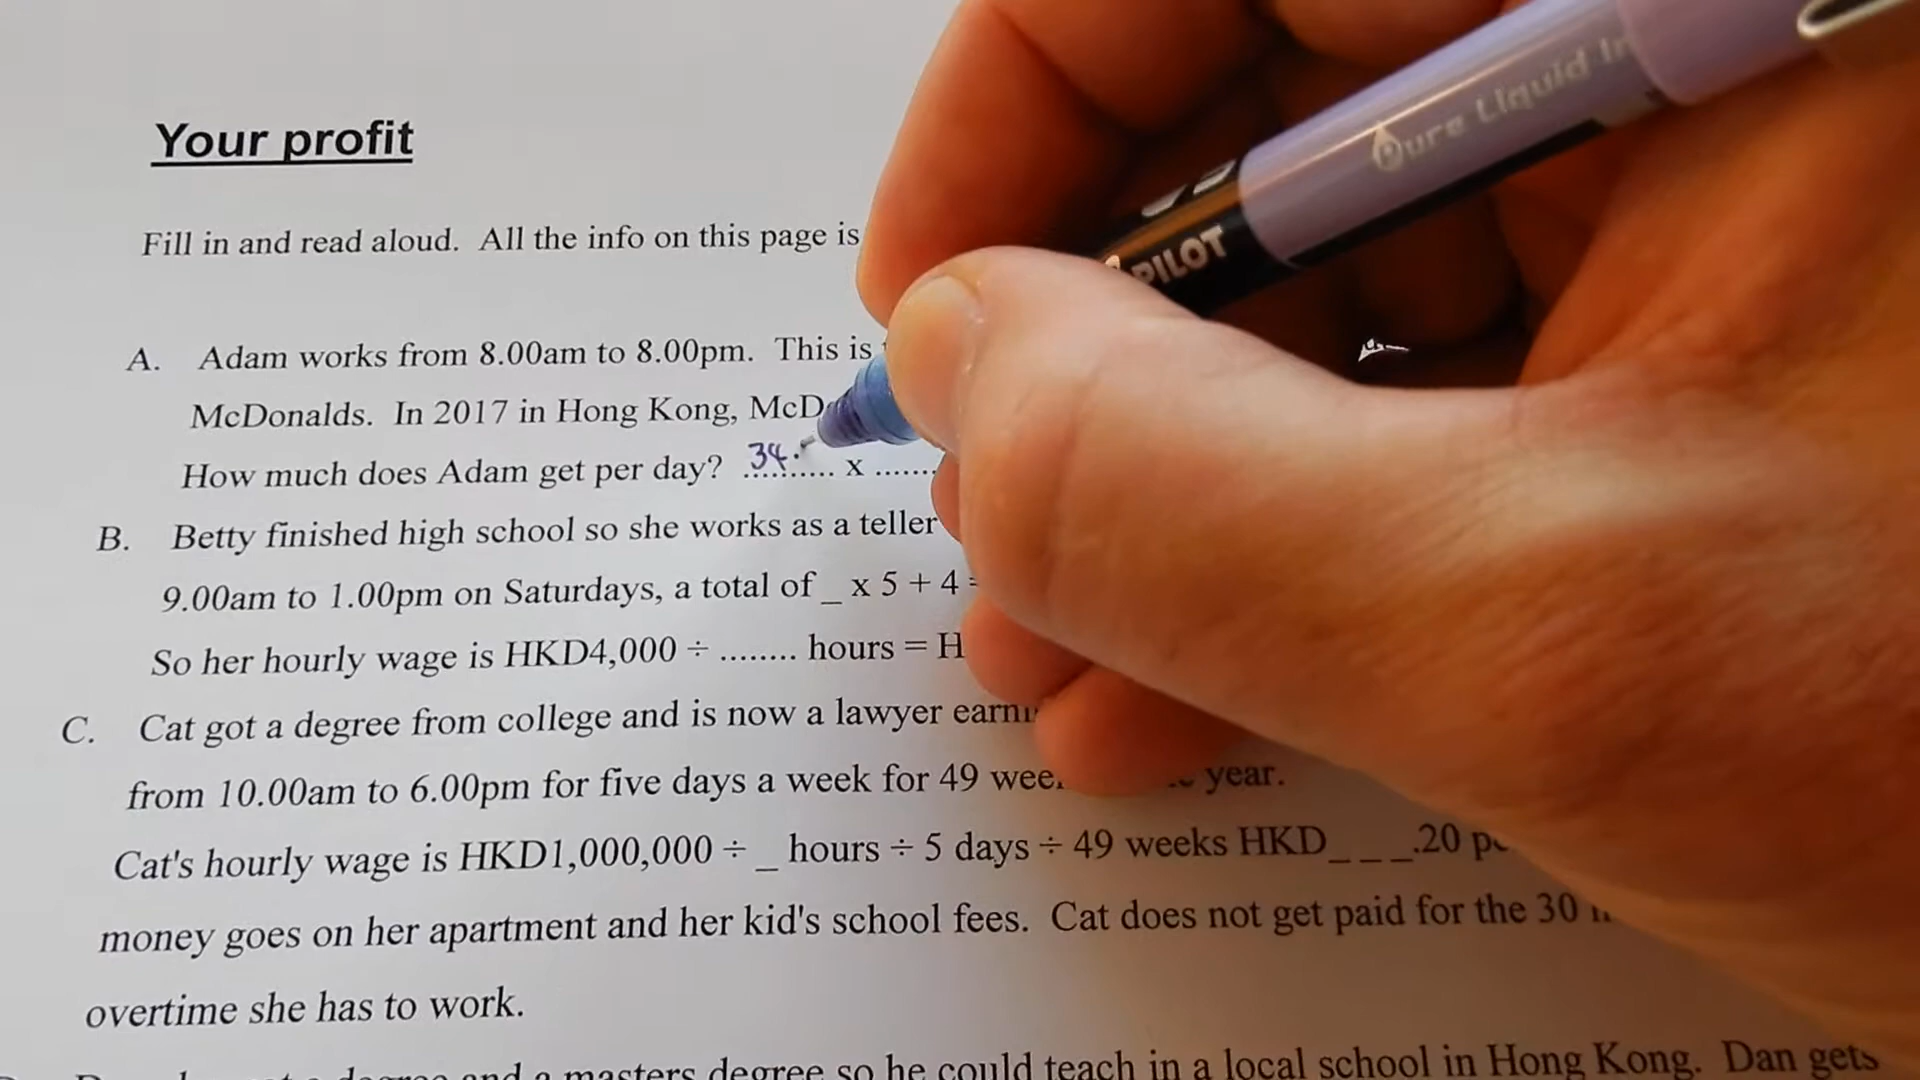 Your profit
Fill in and read aloud. All the info on this page is
A. Adam works from 8.00am to 8.00pm. This is
McDonalds. In 2017 in Hong Kong, McD
How much does Adam get per day? 34. .......... x .......
B. Betty finished high school so she works as a teller
9.00am to 1.00pm on Saturdays, a total of _ x 5 + 4 =
So her hourly wage is HKD4,000 ÷ ........ hours = H
C. Cat got a degree from college and is now a lawyer earni
from 10.00am to 6.00pm for five days a week for 49 wee year.
Cat's hourly wage is HKD1,000,000 ÷ _ hours ÷ 5 days ÷ 49 weeks HKD_ _ _.20 p
money goes on her apartment and her kid's school fees. Cat does not get paid for the 30
overtime she has to work.
degree and a masters degree so he could teach in a local school in Hong Kong. Dan gets
PILOT
Pure Liquid In